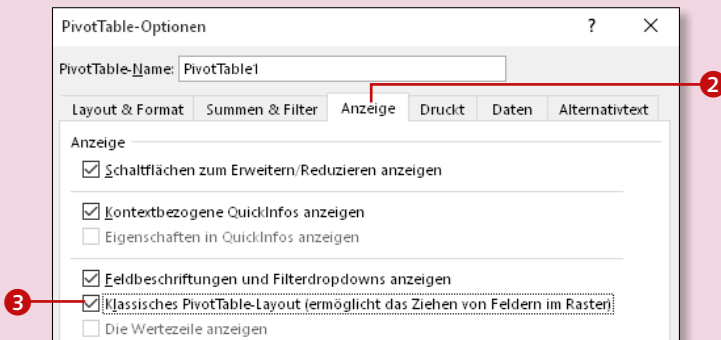 PivotTable-Optionen ? ×
PivotTable-Name: PivotTable1
2
Layout & Format Summen & Filter Anzeige Druckt Daten Alternativtext
Anzeige
Schaltflächen zum Erweitern/Reduzieren anzeigen
Kontextbezogene QuickInfos anzeigen
Eigenschaften in QuickInfos anzeigen
Feldbeschriftungen und Filterdropdowns anzeigen
3 Klassisches PivotTable-Layout (ermöglicht das Ziehen von Feldern im Raster)
Die Wertezeile anzeigen